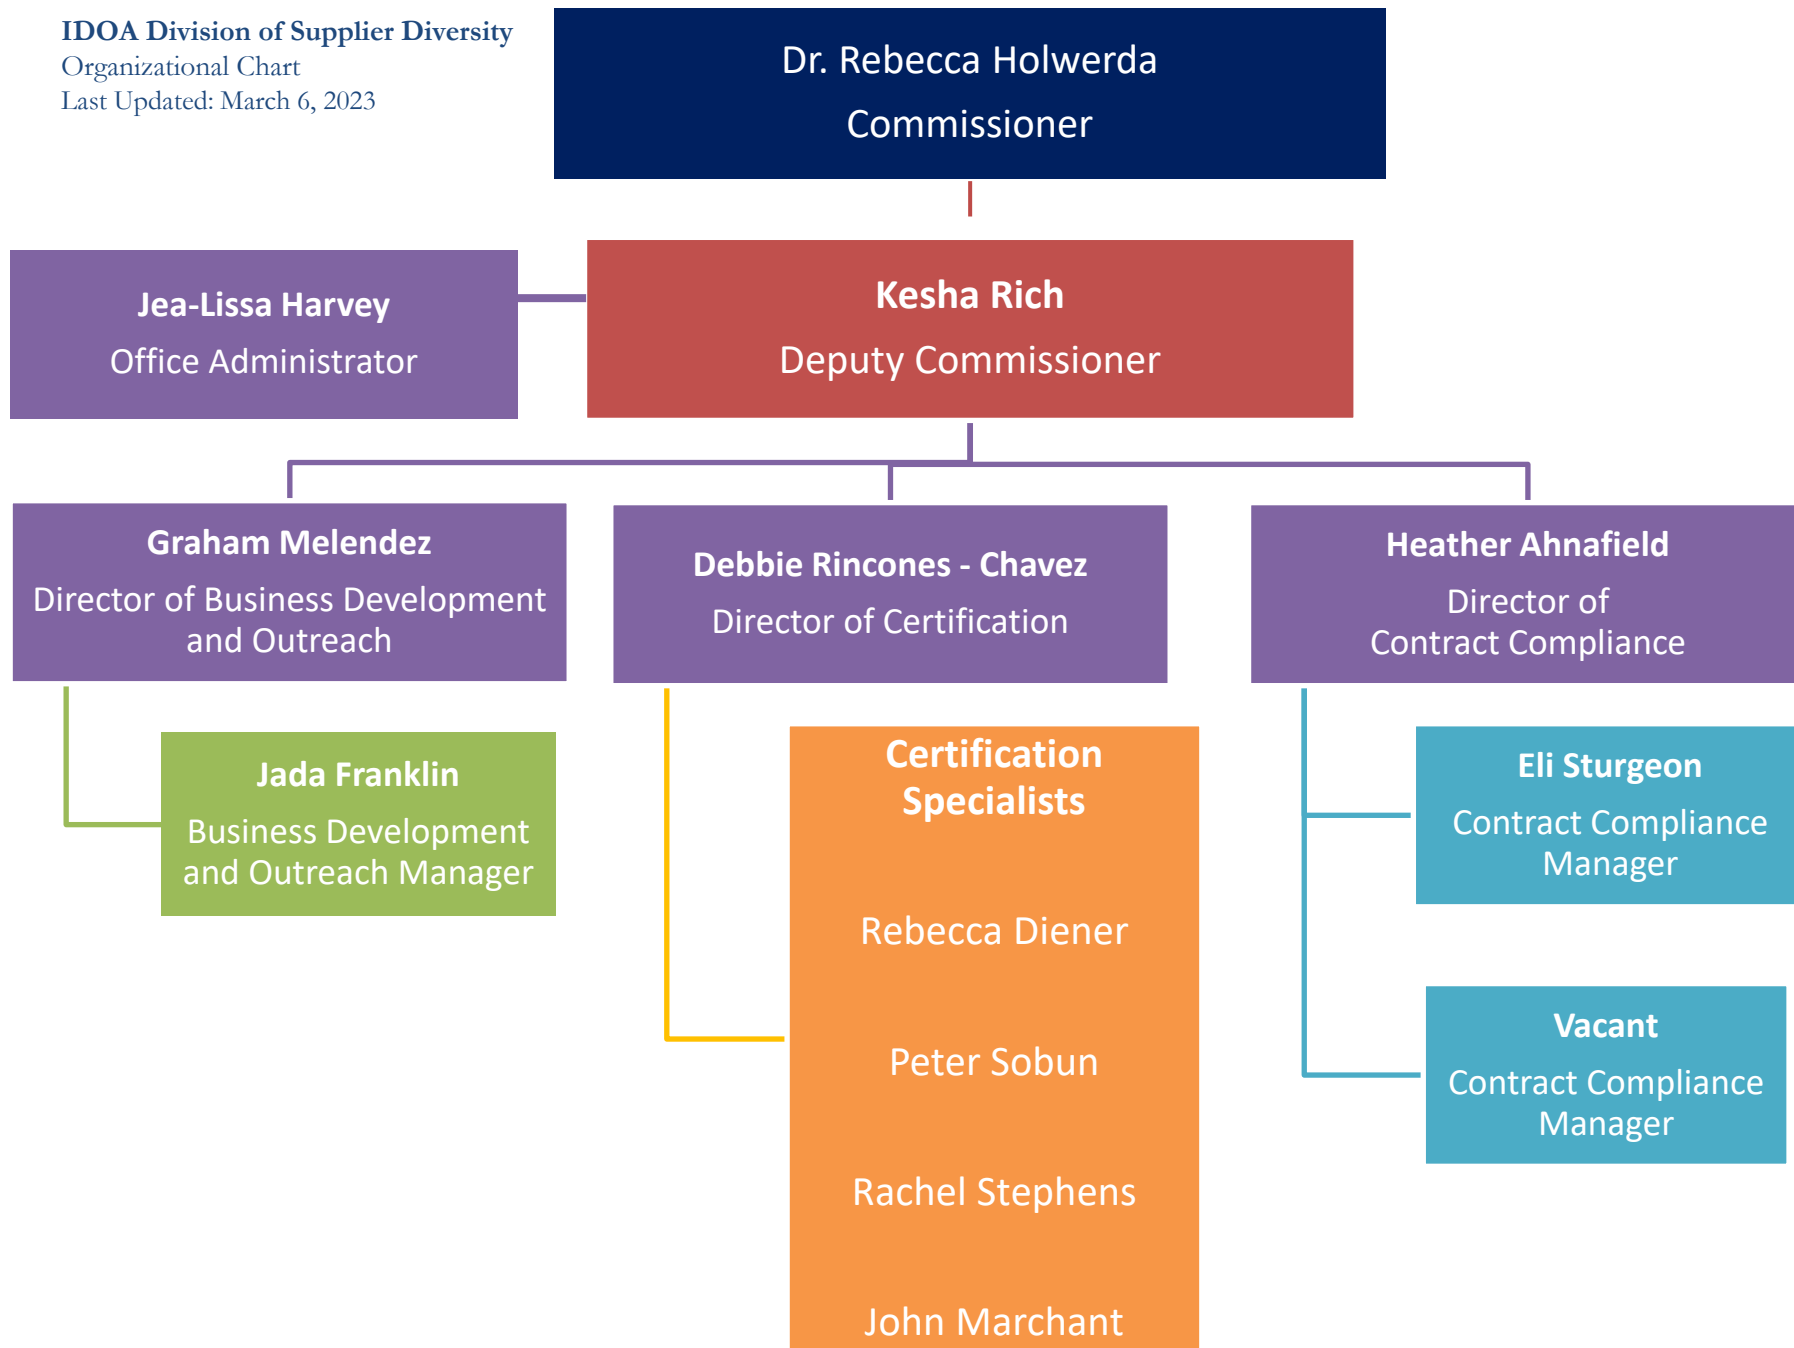 IDOA Division of Supplier Diversity
Organizational Chart
Last Updated: March 6, 2023
Dr. Rebecca Holwerda
Commissioner
Jea-Lissa Harvey
Office Administrator
Kesha Rich
Deputy Commissioner
Graham Melendez
Director of Business Development
and Outreach
Debbie Rincones - Chavez
Director of Certification
Heather Ahnafield
Director of
Contract Compliance
Jada Franklin
Business Development
and Outreach Manager
Certification
Specialists
Rebecca Diener
Peter Sobun
Rachel Stephens
John Marchant
Eli Sturgeon
Contract Compliance
Manager
Vacant
Contract Compliance
Manager